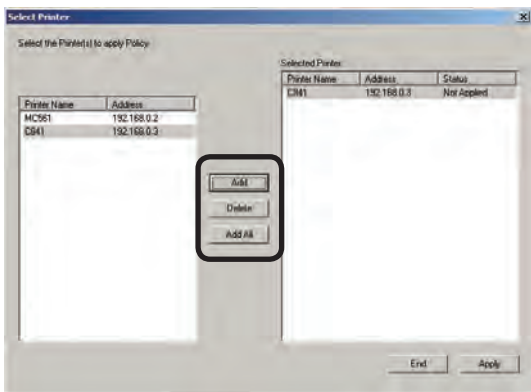 Select Printer
Select the Printer(s) to apply Policy.
Selected Printer
Printer Name Address Status
C841 192.168.0.3 Not Applied
Printer Name Address
MC561 192.168.0.2
C841 192.168.0.3
Add
Delete
Add All
End Apply